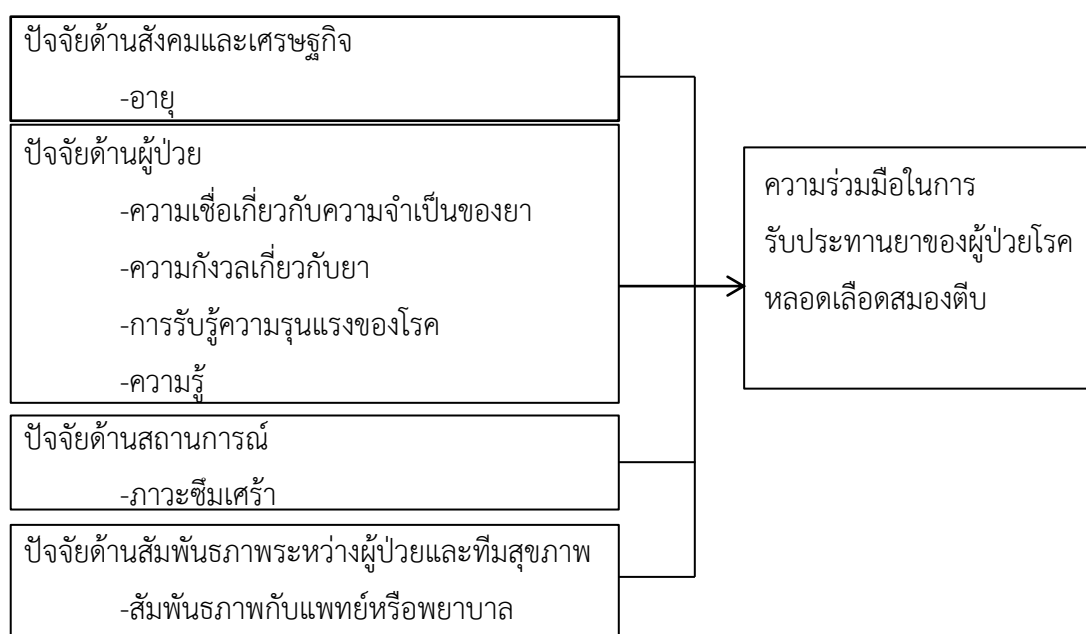 ปัจจัยด้านสังคมและเศรษฐกิจ
-อายุ
ปัจจัยด้านผู้ป่วย
-ความเชื่อเกี่ยวกับความจำเป็นของยา
-ความกังวลเกี่ยวกับยา
-การรับรู้ความรุนแรงของโรค
-ความรู้
ปัจจัยด้านสถานการณ์
-ภาวะซึมเศร้า
ปัจจัยด้านสัมพันธภาพระหว่างผู้ป่วยและทีมสุขภาพ
-สัมพันธภาพกับแพทย์หรือพยาบาล
ความร่วมมือในการ
รับประทานยาของผู้ป่วยโรค
หลอดเลือดสมองตีบ